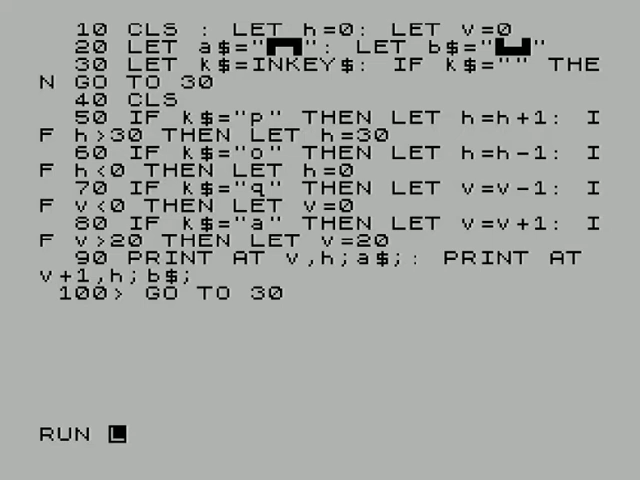 10 CLS : LET h=0: LET v=0
20 LET a$="▛▜": LET b$="▙▟"
30 LET k$=INKEY$: IF k$="" THE
N GO TO 30
40 CLS
50 IF k$="p" THEN LET h=h+1: I
F h>30 THEN LET h=30
60 IF k$="o" THEN LET h=h-1: I
F h<0 THEN LET h=0
70 IF k$="q" THEN LET v=v-1: I
F v<0 THEN LET v=0
80 IF k$="a" THEN LET v=v+1: I
F v>20 THEN LET v=20
90 PRINT AT v,h;a$;: PRINT AT
v+1,h;b$;
100> GO TO 30
RUN L